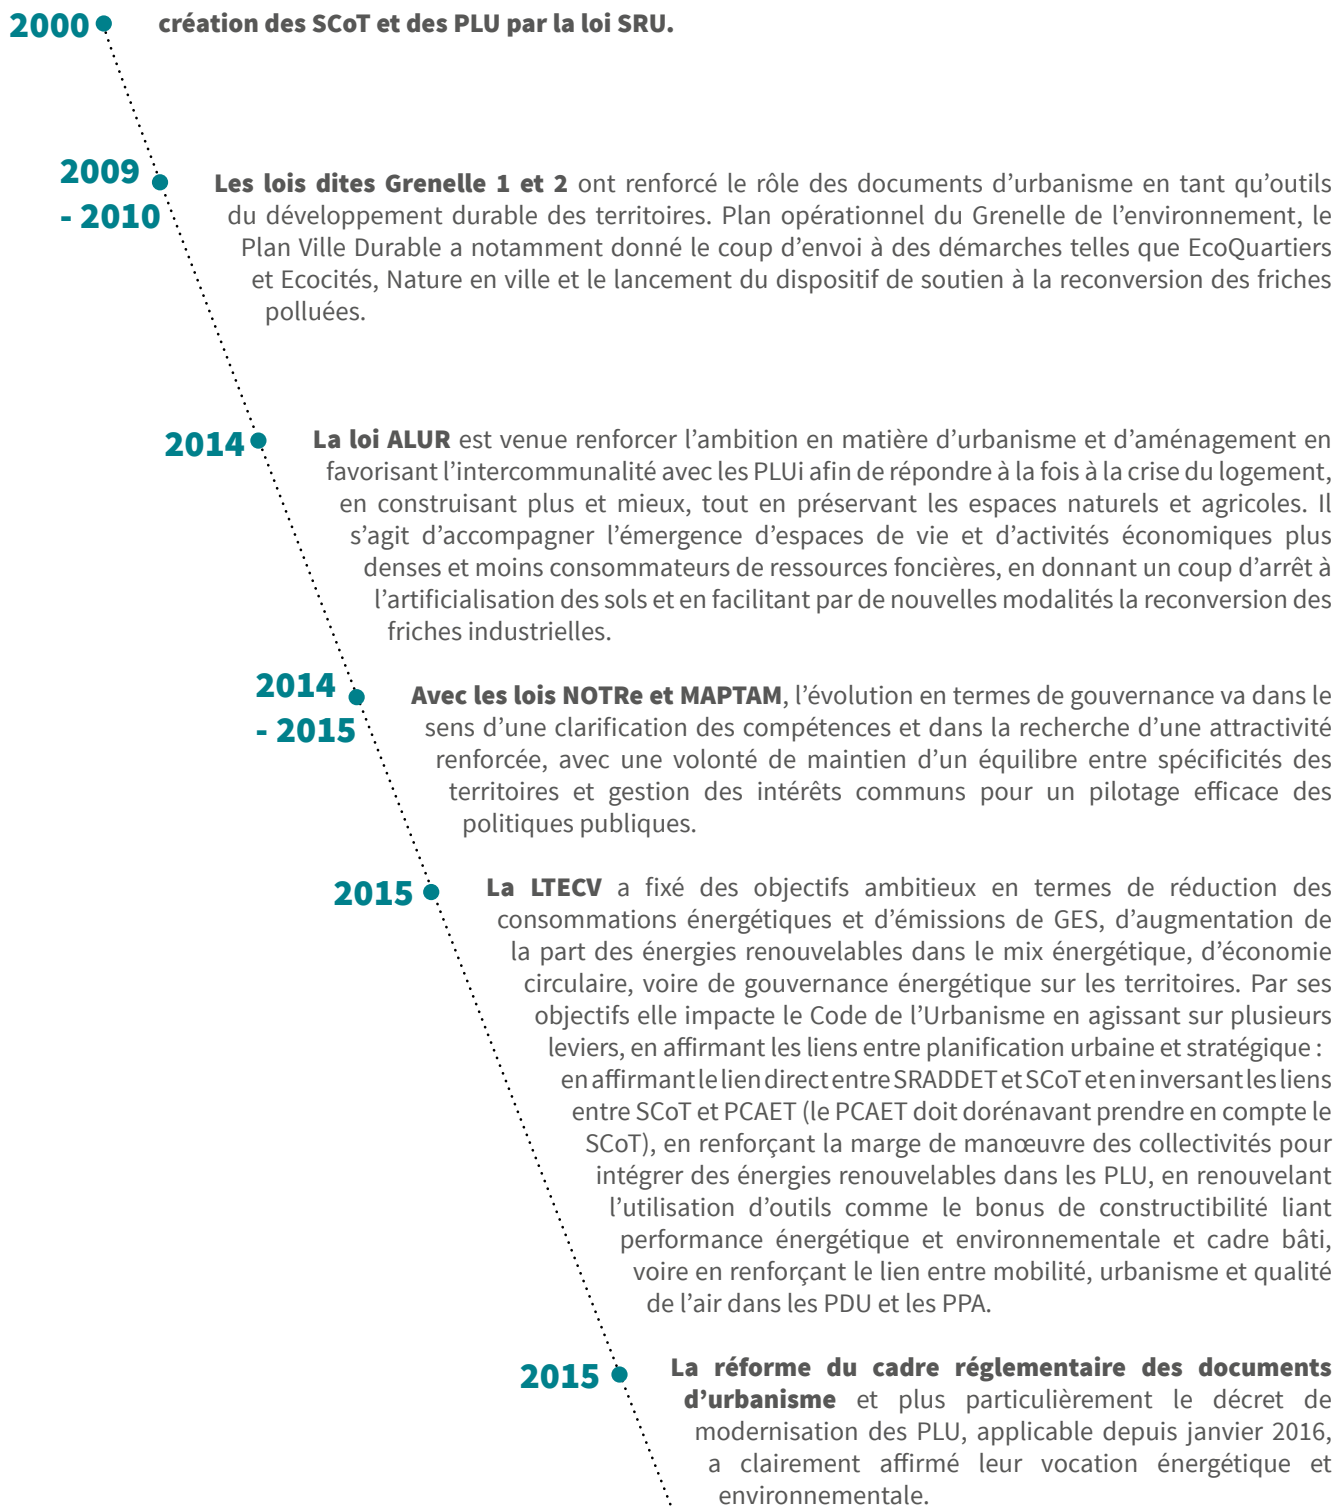 2000 création des SCoT et des PLU par la loi SRU.
2009
- 2010
Les lois dites Grenelle 1 et 2 ont renforcé le rôle des documents d’urbanisme en tant qu’outils
du développement durable des territoires. Plan opérationnel du Grenelle de l’environnement, le
Plan Ville Durable a notamment donné le coup d’envoi à des démarches telles que EcoQuartiers
et Ecocités, Nature en ville et le lancement du dispositif de soutien à la reconversion des friches
polluées.
2014
La loi ALUR est venue renforcer l’ambition en matière d’urbanisme et d’aménagement en
favorisant l’intercommunalité avec les PLUi afin de répondre à la fois à la crise du logement,
en construisant plus et mieux, tout en préservant les espaces naturels et agricoles. Il
s’agit d’accompagner l’émergence d’espaces de vie et d’activités économiques plus
denses et moins consommateurs de ressources foncières, en donnant un coup d’arrêt à
l’artificialisation des sols et en facilitant par de nouvelles modalités la reconversion des
friches industrielles.
2014
- 2015
Avec les lois NOTRe et MAPTAM, l’évolution en termes de gouvernance va dans le
sens d’une clarification des compétences et dans la recherche d’une attractivité
renforcée, avec une volonté de maintien d’un équilibre entre spécificités des
territoires et gestion des intérêts communs pour un pilotage efficace des
politiques publiques.
2015
La LTECV a fixé des objectifs ambitieux en termes de réduction des
consommations énergétiques et d’émissions de GES, d’augmentation de
la part des énergies renouvelables dans le mix énergétique, d’économie
circulaire, voire de gouvernance énergétique sur les territoires. Par ses
objectifs elle impacte le Code de l’Urbanisme en agissant sur plusieurs
leviers, en affirmant les liens entre planification urbaine et stratégique :
en affirmant le lien direct entre SRADDET et SCoT et en inversant les liens
entre SCoT et PCAET (le PCAET doit dorénavant prendre en compte le
SCoT), en renforçant la marge de manœuvre des collectivités pour
intégrer des énergies renouvelables dans les PLU, en renouvelant
l’utilisation d’outils comme le bonus de constructibilité liant
performance énergétique et environnementale et cadre bâti,
voire en renforçant le lien entre mobilité, urbanisme et qualité
de l’air dans les PDU et les PPA.
2015
La réforme du cadre réglementaire des documents
d’urbanisme et plus particulièrement le décret de
modernisation des PLU, applicable depuis janvier 2016,
a clairement affirmé leur vocation énergétique et
environnementale.